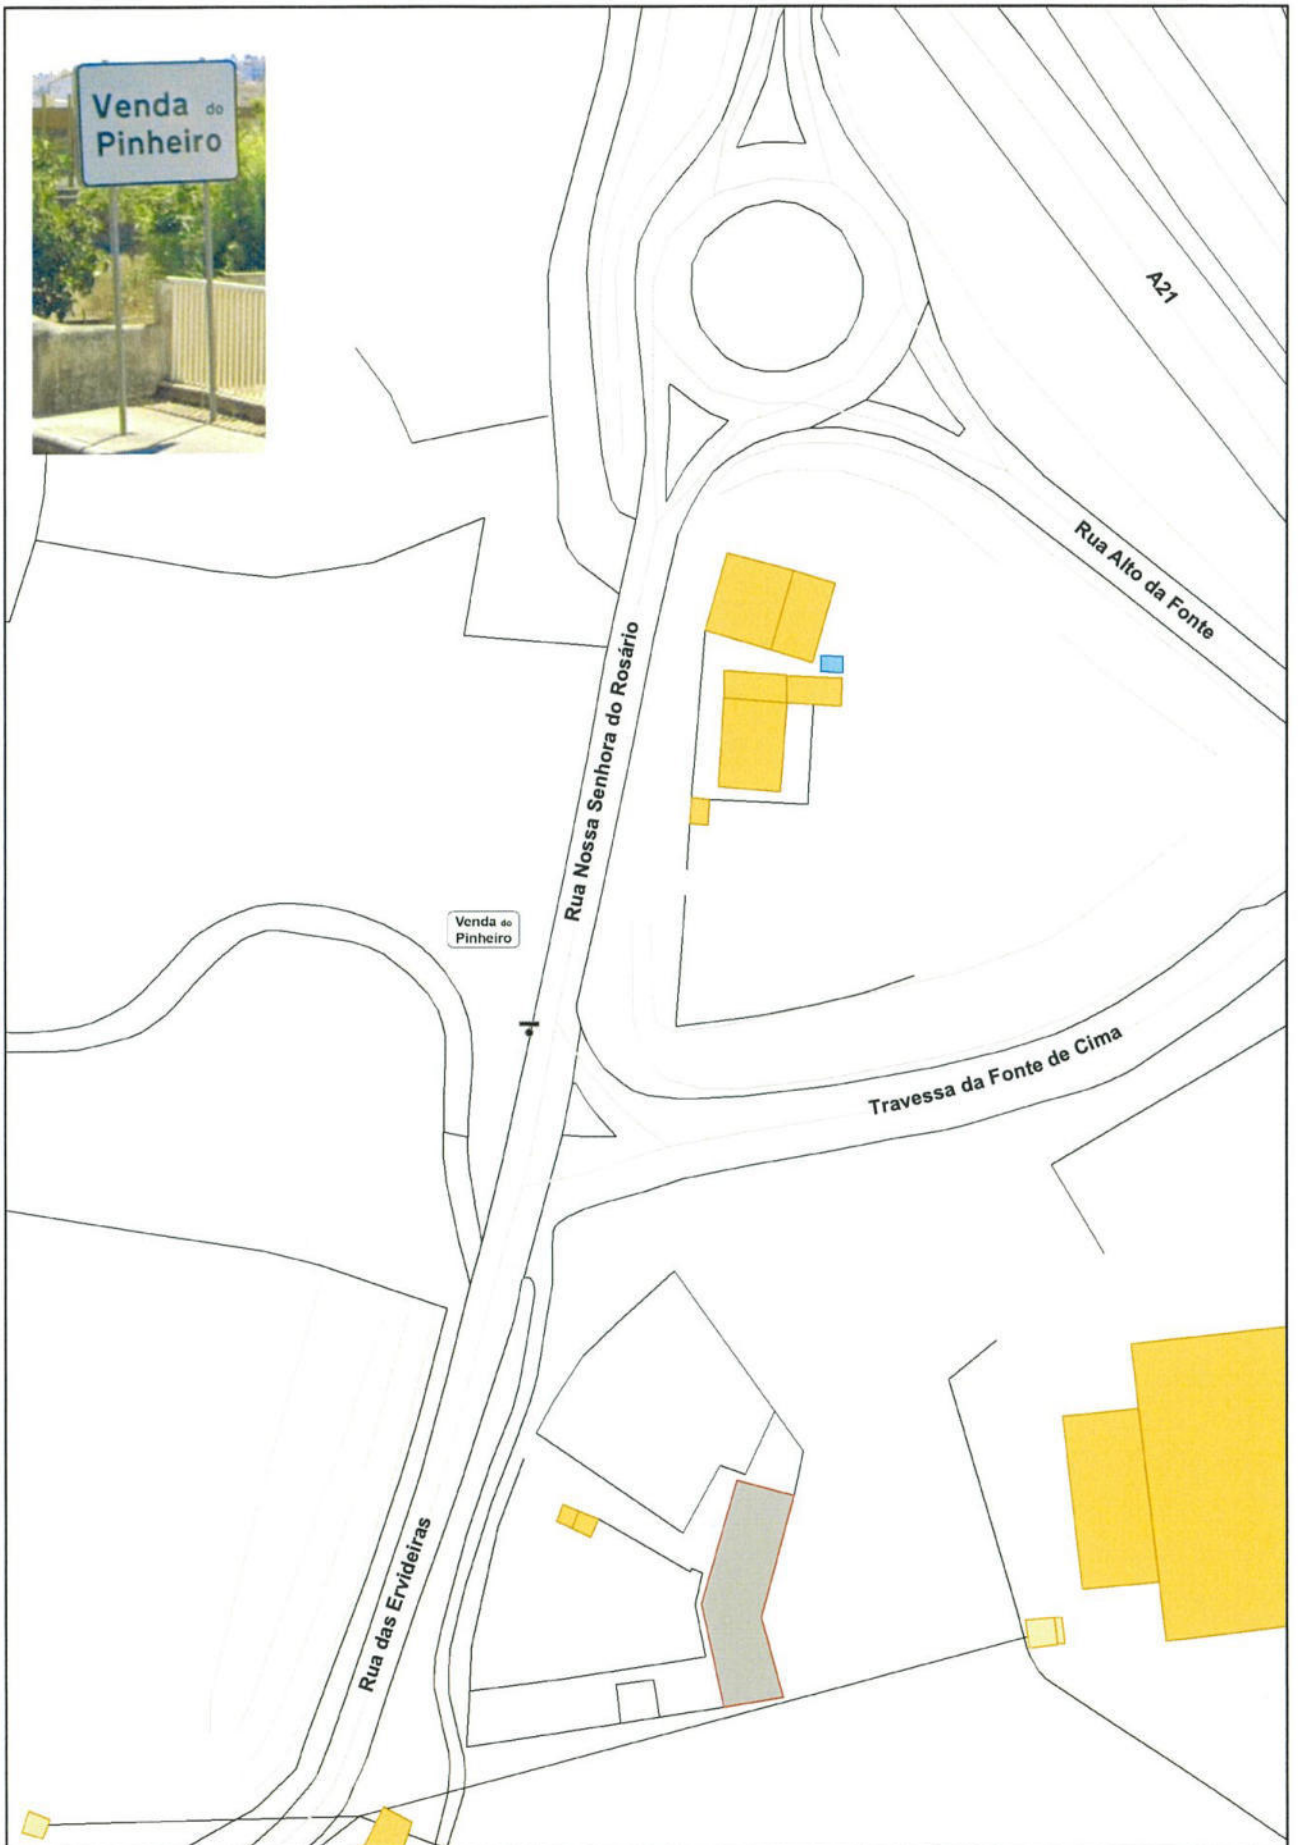 Venda do
Pinheiro
A21
Rua Alto da Fonte
Rua Nossa Senhora do Rosário
Venda do
Pinheiro
Travessa da Fonte de Cima
Rua das Ervideiras